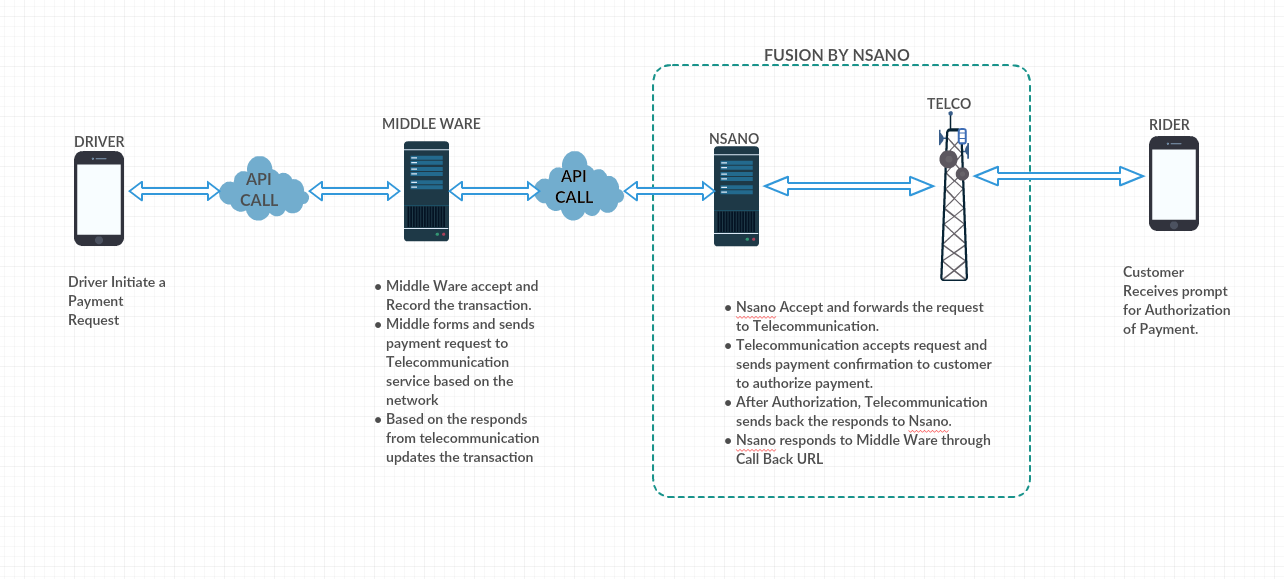 FUSION BY NSANO
TELCO
MIDDLE WARE
RIDER
NSANO
DRIVER
API
CALL
API
CALL
Driver Initiate a
Payment
Request
● Middle Ware accept and
Record the transaction.
● Middle forms and sends
payment request to
Telecommunication
service based on the
network
● Based on the responds
from telecommunication
updates the transaction
● Nsano Accept and forwards the request
to Telecommunication.
● Telecommunication accepts request and
sends payment confirmation to customer
to authorize payment.
● After Authorization, Telecommunication
sends back the responds to Nsano.
● Nsano responds to Middle Ware through
Call Back URL
Customer
Receives prompt
for Authorization
of Payment.